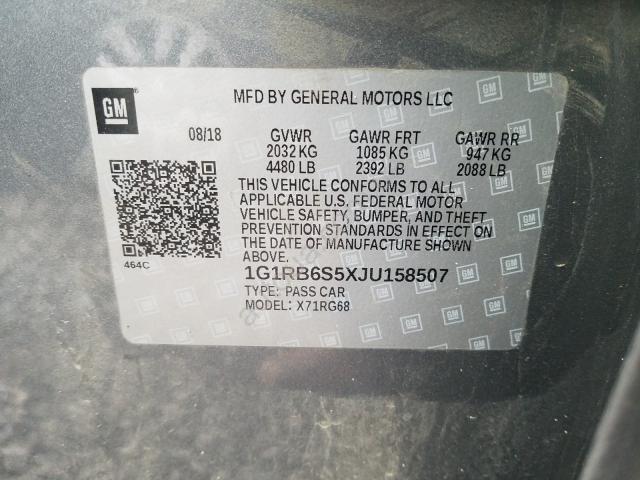 GM
MFD BY GENERAL MOTORS LLC
08/18 GVWR GAWR FRT GAWR RR
2032 KG 1085 KG 947 KG
4480 LB 2392 LB 2088 LB
THIS VEHICLE CONFORMS TO ALL
APPLICABLE U.S. FEDERAL MOTOR
VEHICLE SAFETY, BUMPER, AND THEFT
PREVENTION STANDARDS IN EFFECT ON
THE DATE OF MANUFACTURE SHOWN
ABOVE.
464C
1G1RB6S5XJU158507
TYPE: PASS CAR
MODEL: X71RG68